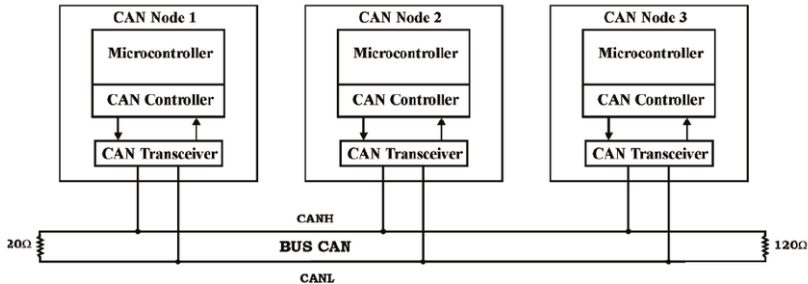 CAN Node 1
Microcontroller
CAN Controller
CAN Transceiver
CAN Node 2
Microcontroller
CAN Controller
CAN Transceiver
CAN Node 3
Microcontroller
CAN Controller
CAN Transceiver
CANH
20Ω
BUS CAN
120Ω
CANL